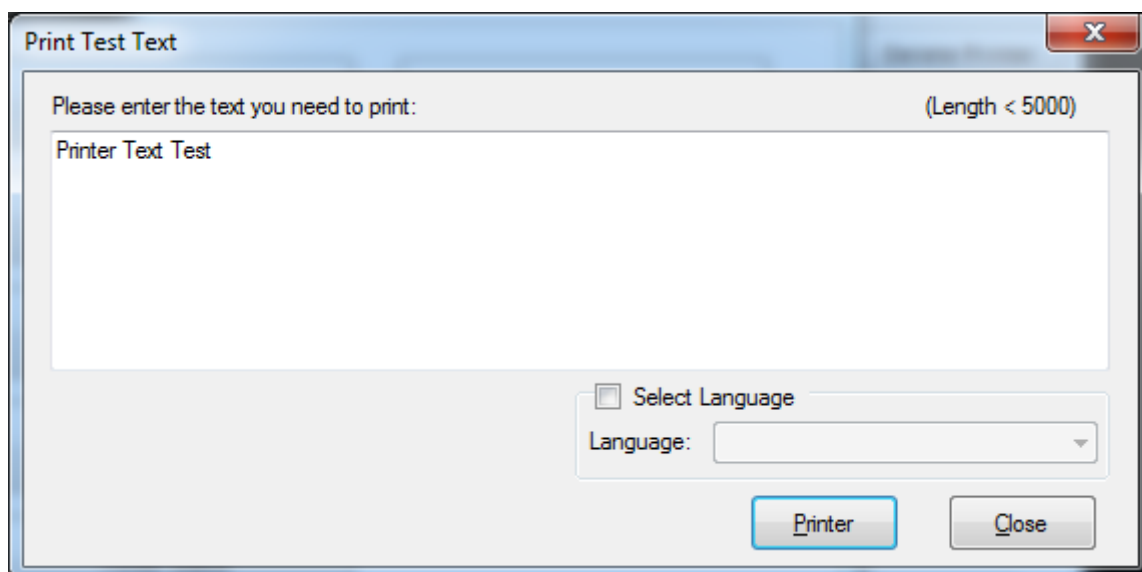 Print Test Text
Please enter the text you need to print: (Length < 5000)
Printer Text Test
Select Language
Language:
Printer Close